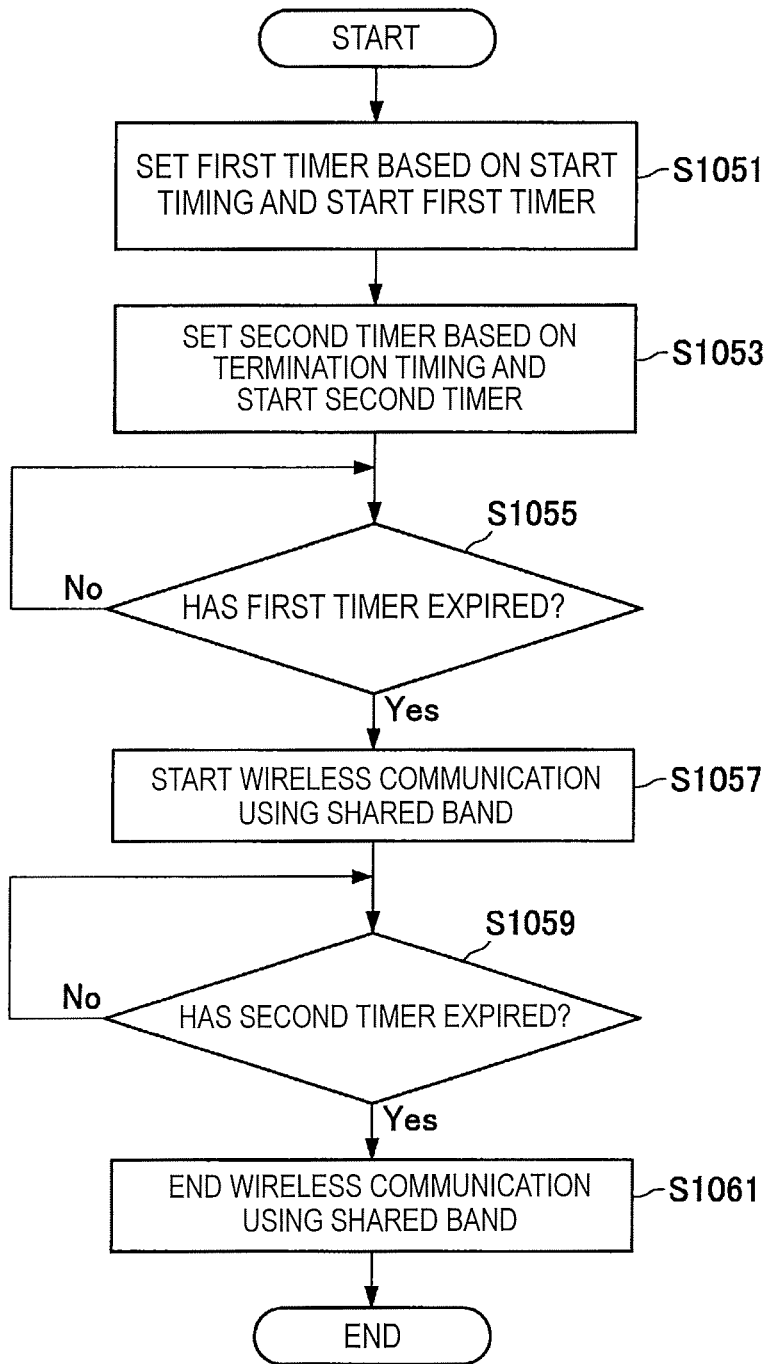 START
SET FIRST TIMER BASED ON START
TIMING AND START FIRST TIMER
S1051
SET SECOND TIMER BASED ON
TERMINATION TIMING AND
START SECOND TIMER
S1053
S1055
No
HAS FIRST TIMER EXPIRED?
Yes
START WIRELESS COMMUNICATION
USING SHARED BAND
S1057
S1059
No
HAS SECOND TIMER EXPIRED?
Yes
END WIRELESS COMMUNICATION
USING SHARED BAND
S1061
END